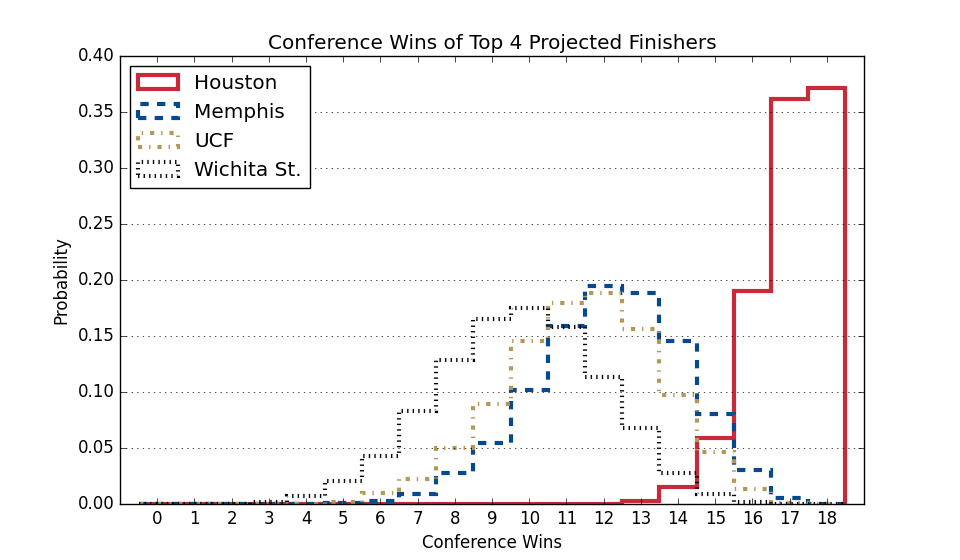 Conference Wins of Top 4 Projected Finishers
0.40
0.35
0.30
0.25
0.20
0.15
0.10
0.05
0.00
Probability
Houston
Memphis
UCF
Wichita St.
0 1 2 3 4 5 6 7 8 9 10 11 12 13 14 15 16 17 18
Conference Wins